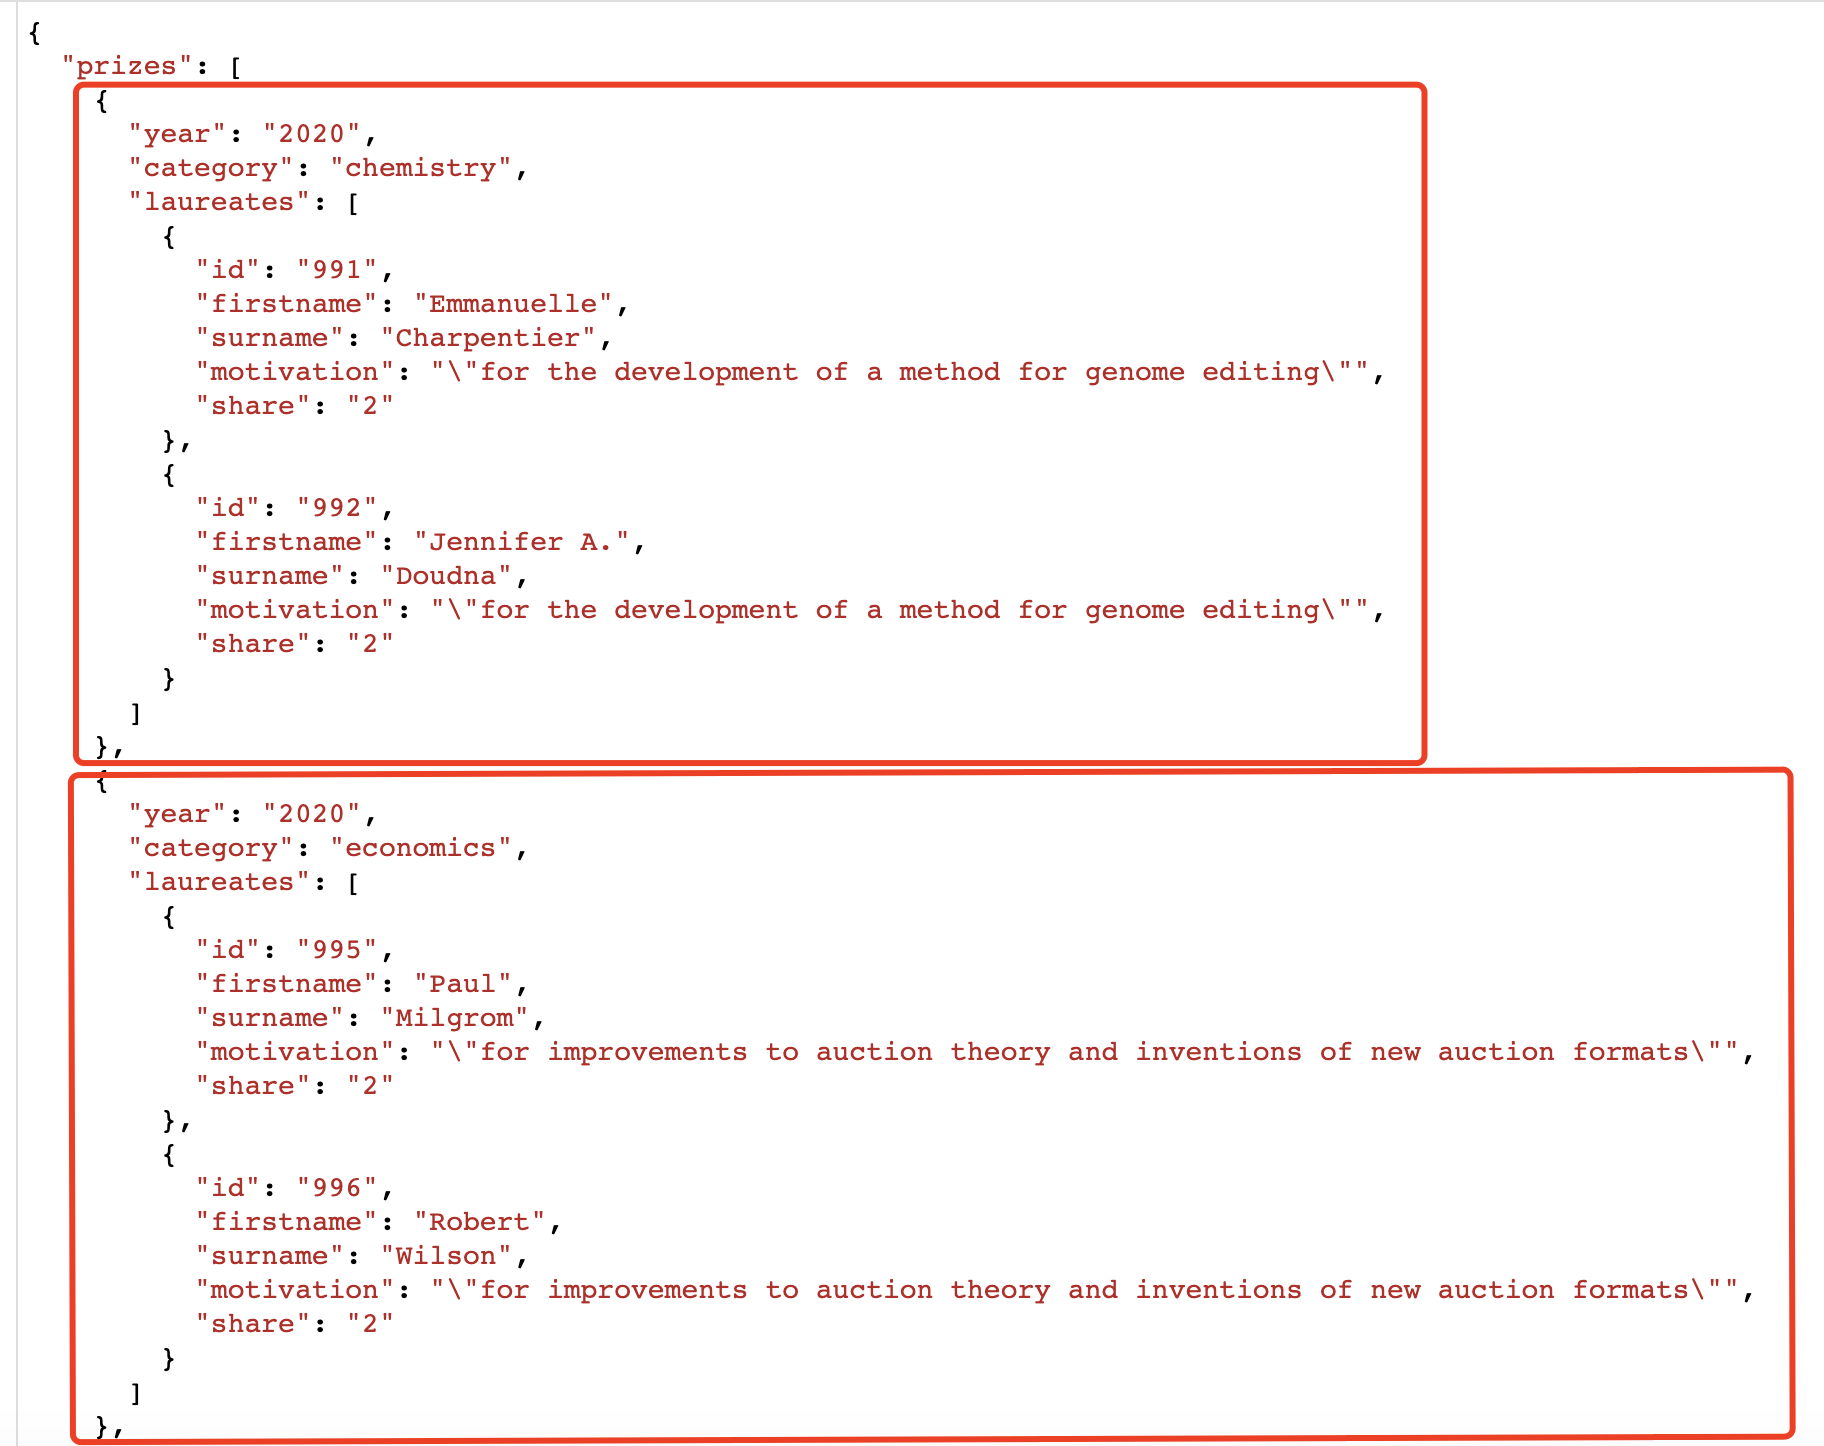 {
  "prizes": [
    {
      "year": "2020",
      "category": "chemistry",
      "laureates": [
        {
          "id": "991",
          "firstname": "Emmanuelle",
          "surname": "Charpentier",
          "motivation": "\"for the development of a method for genome editing\"",
          "share": "2"
        },
        {
          "id": "992",
          "firstname": "Jennifer A.",
          "surname": "Doudna",
          "motivation": "\"for the development of a method for genome editing\"",
          "share": "2"
        }
      ]
    },
    {
      "year": "2020",
      "category": "economics",
      "laureates": [
        {
          "id": "995",
          "firstname": "Paul",
          "surname": "Milgrom",
          "motivation": "\"for improvements to auction theory and inventions of new auction formats\"",
          "share": "2"
        },
        {
          "id": "996",
          "firstname": "Robert",
          "surname": "Wilson",
          "motivation": "\"for improvements to auction theory and inventions of new auction formats\"",
          "share": "2"
        }
      ]
    },